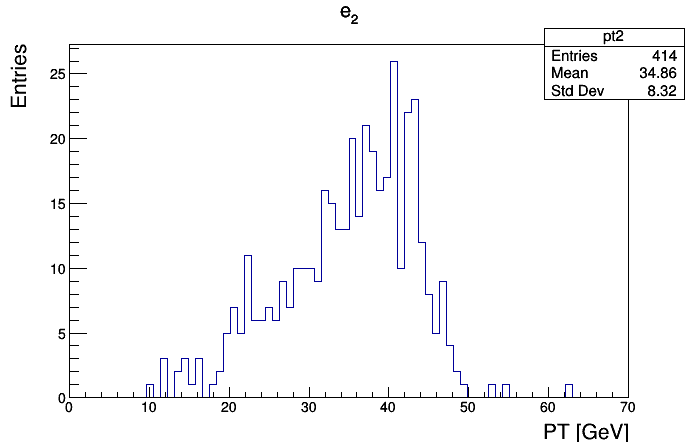 e2
pt2
Entries 414
Mean 34.86
Std Dev 8.32
Entries
25
20
15
10
5
0
0 10 20 30 40 50 60 70
PT [GeV]